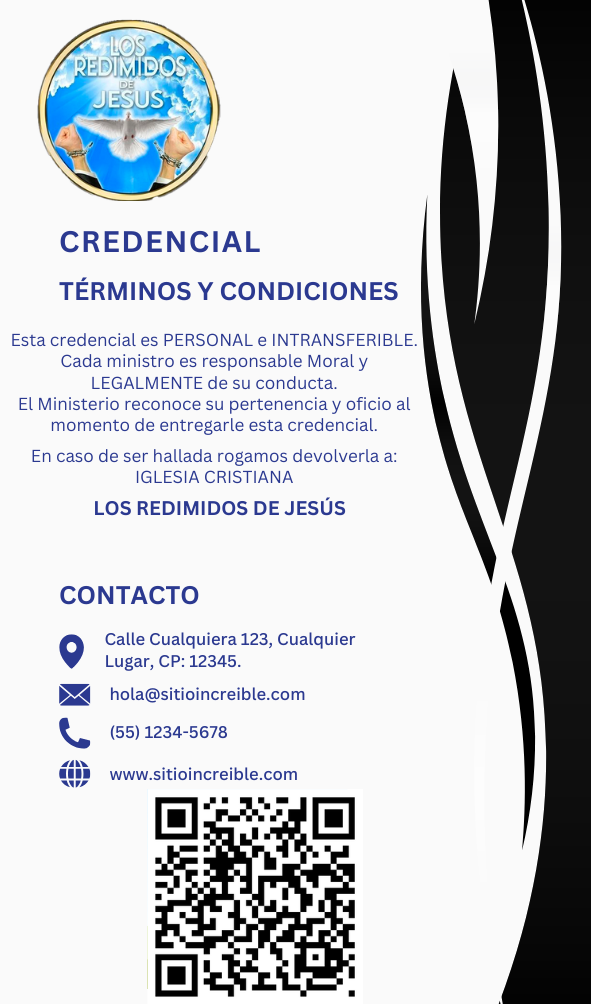 LOS
REDIMIDOS
DE
JESUS
CREDENCIAL
TÉRMINOS Y CONDICIONES
Esta credencial es PERSONAL e INTRANSFERIBLE.
Cada ministro es responsable Moral y
LEGALMENTE de su conducta.
El Ministerio reconoce su pertenencia y oficio al
momento de entregarle esta credencial.
En caso de ser hallada rogamos devolverla a:
IGLESIA CRISTIANA
LOS REDIMIDOS DE JESÚS
CONTACTO
Calle Cualquiera 123, Cualquier
Lugar, CP: 12345.
hola@sitioincreible.com
(55) 1234-5678
www.sitioincreible.com